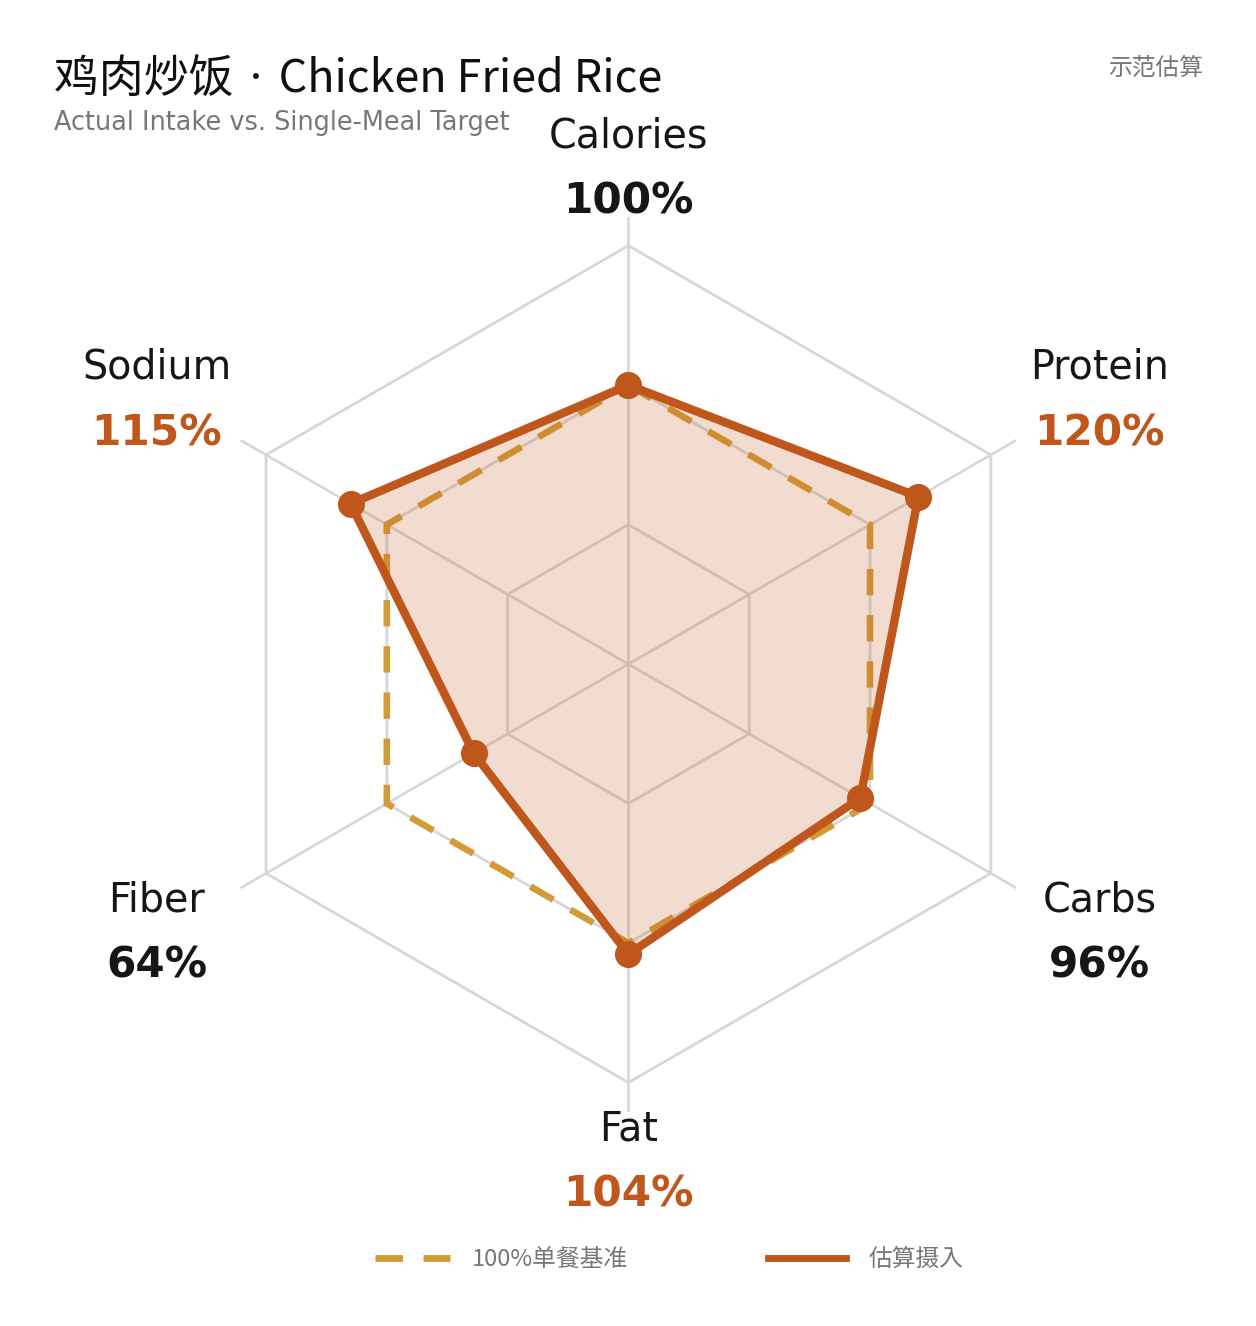 鸡肉炒饭 · Chicken Fried Rice
示范估算
Actual Intake vs. Single-Meal Target
Calories
100%
Sodium
115%
Protein
120%
Fiber
64%
Carbs
96%
Fat
104%
100%单餐基准
估算摄入